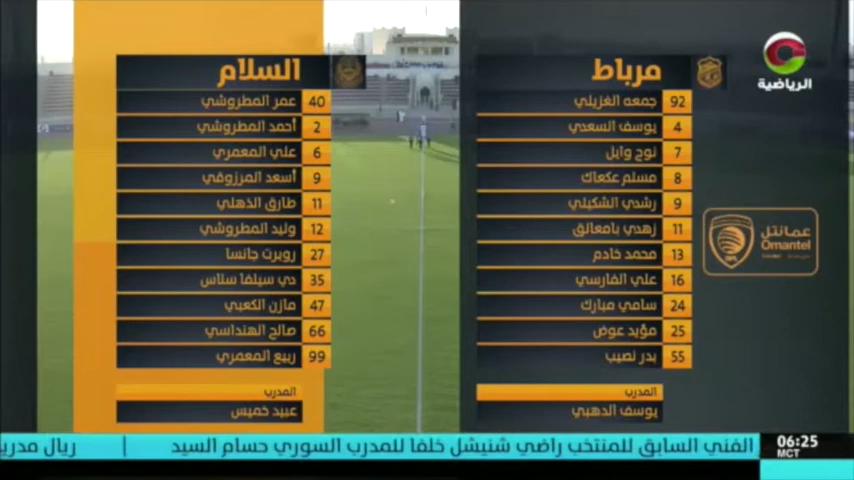 الرياضية
مرباط
92 جمعه الغزيلي
4 يوسف السعدي
7 نوح وايل
8 مسلم عكعاك
9 رشدي الشكيلي
11 زهدي بامعالق
13 محمد خادم
16 علي الفارسي
24 سامي مبارك
25 مؤيد عوض
55 بدر نصيب
المدرب
يوسف الدهبي
السلام
40 عمر المطروشي
2 أحمد المطروشي
6 علي المعمري
9 أسعد المرزوقي
11 طارق الذهلي
12 وليد المطروشي
27 روبرت جانسا
35 دي سيلفا سلاس
47 مازن الكعبي
66 صالح الهنداسي
99 ربيع المعمري
المدرب
عبيد خميس
عمانتل
Omantel
06:25
MCT
الفني السابق للمنتخب راضي شنيشل خلفا للمدرب السوري حسام السيد | ريال مدري